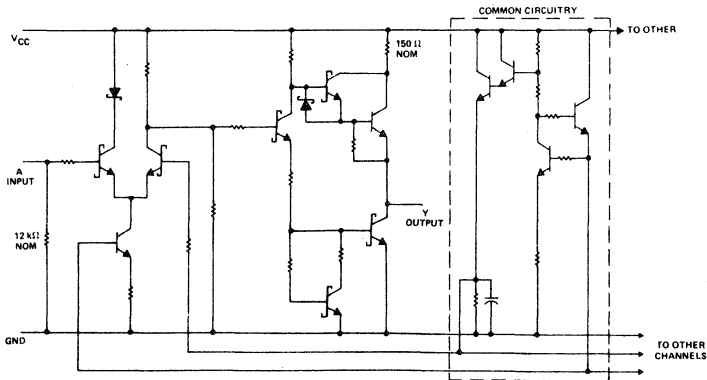 COMMON CIRCUITRY
VCC
TO OTHER
150 Ω
NOM
A
INPUT
12 kΩ
NOM
Y
OUTPUT
GND
TO OTHER
CHANNELS